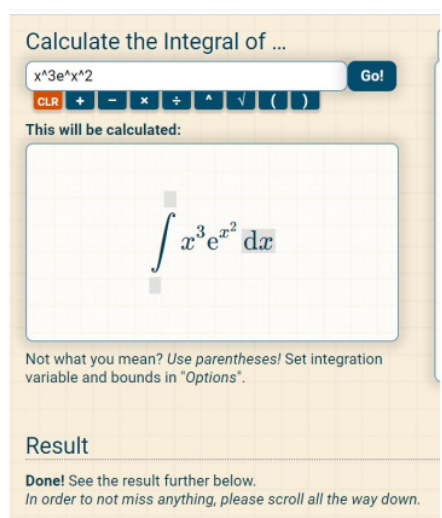 Calculate the Integral of ...
x^3e^x^2 Go!
CLR + − × ÷ ^ √ ( )
This will be calculated:
∫ x³eˣ² dx
Not what you mean? Use parentheses! Set integration
variable and bounds in "Options".
Result
Done! See the result further below.
In order to not miss anything, please scroll all the way down.